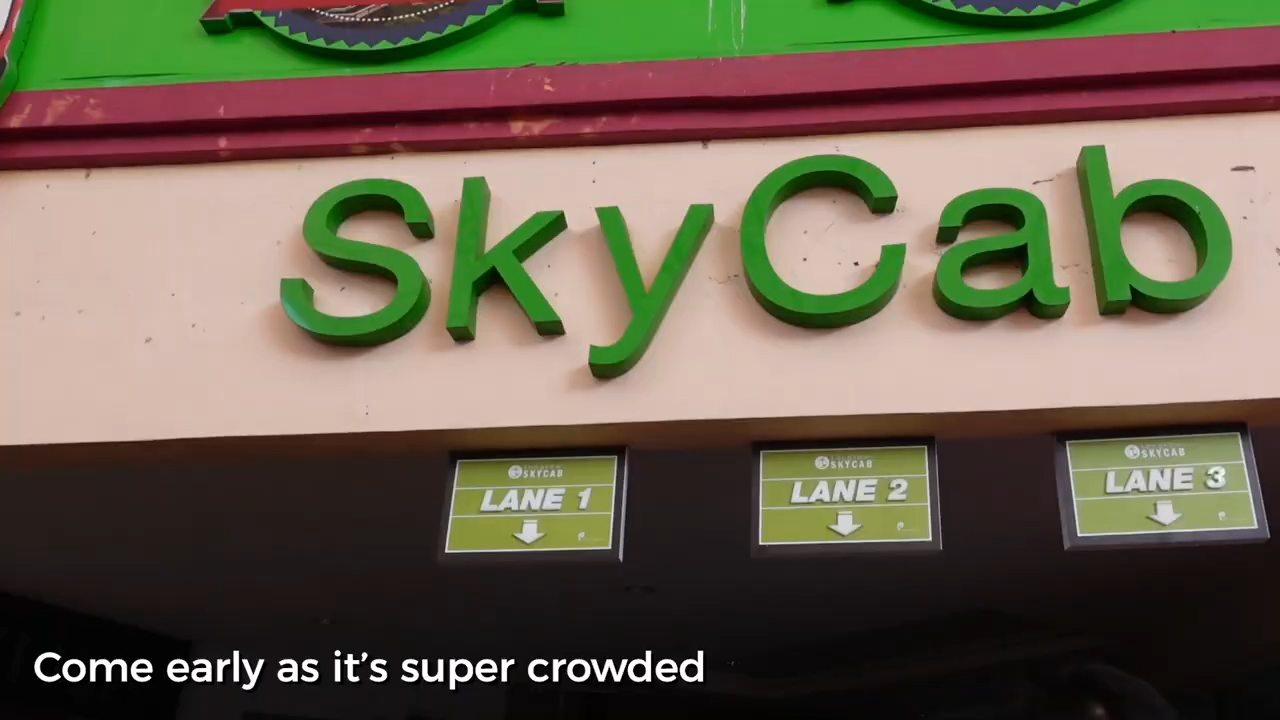 SkyCab
SKYCAB
LANE 1
SKYCAB
LANE 2
SKYCAB
LANE 3
Come early as it's super crowded